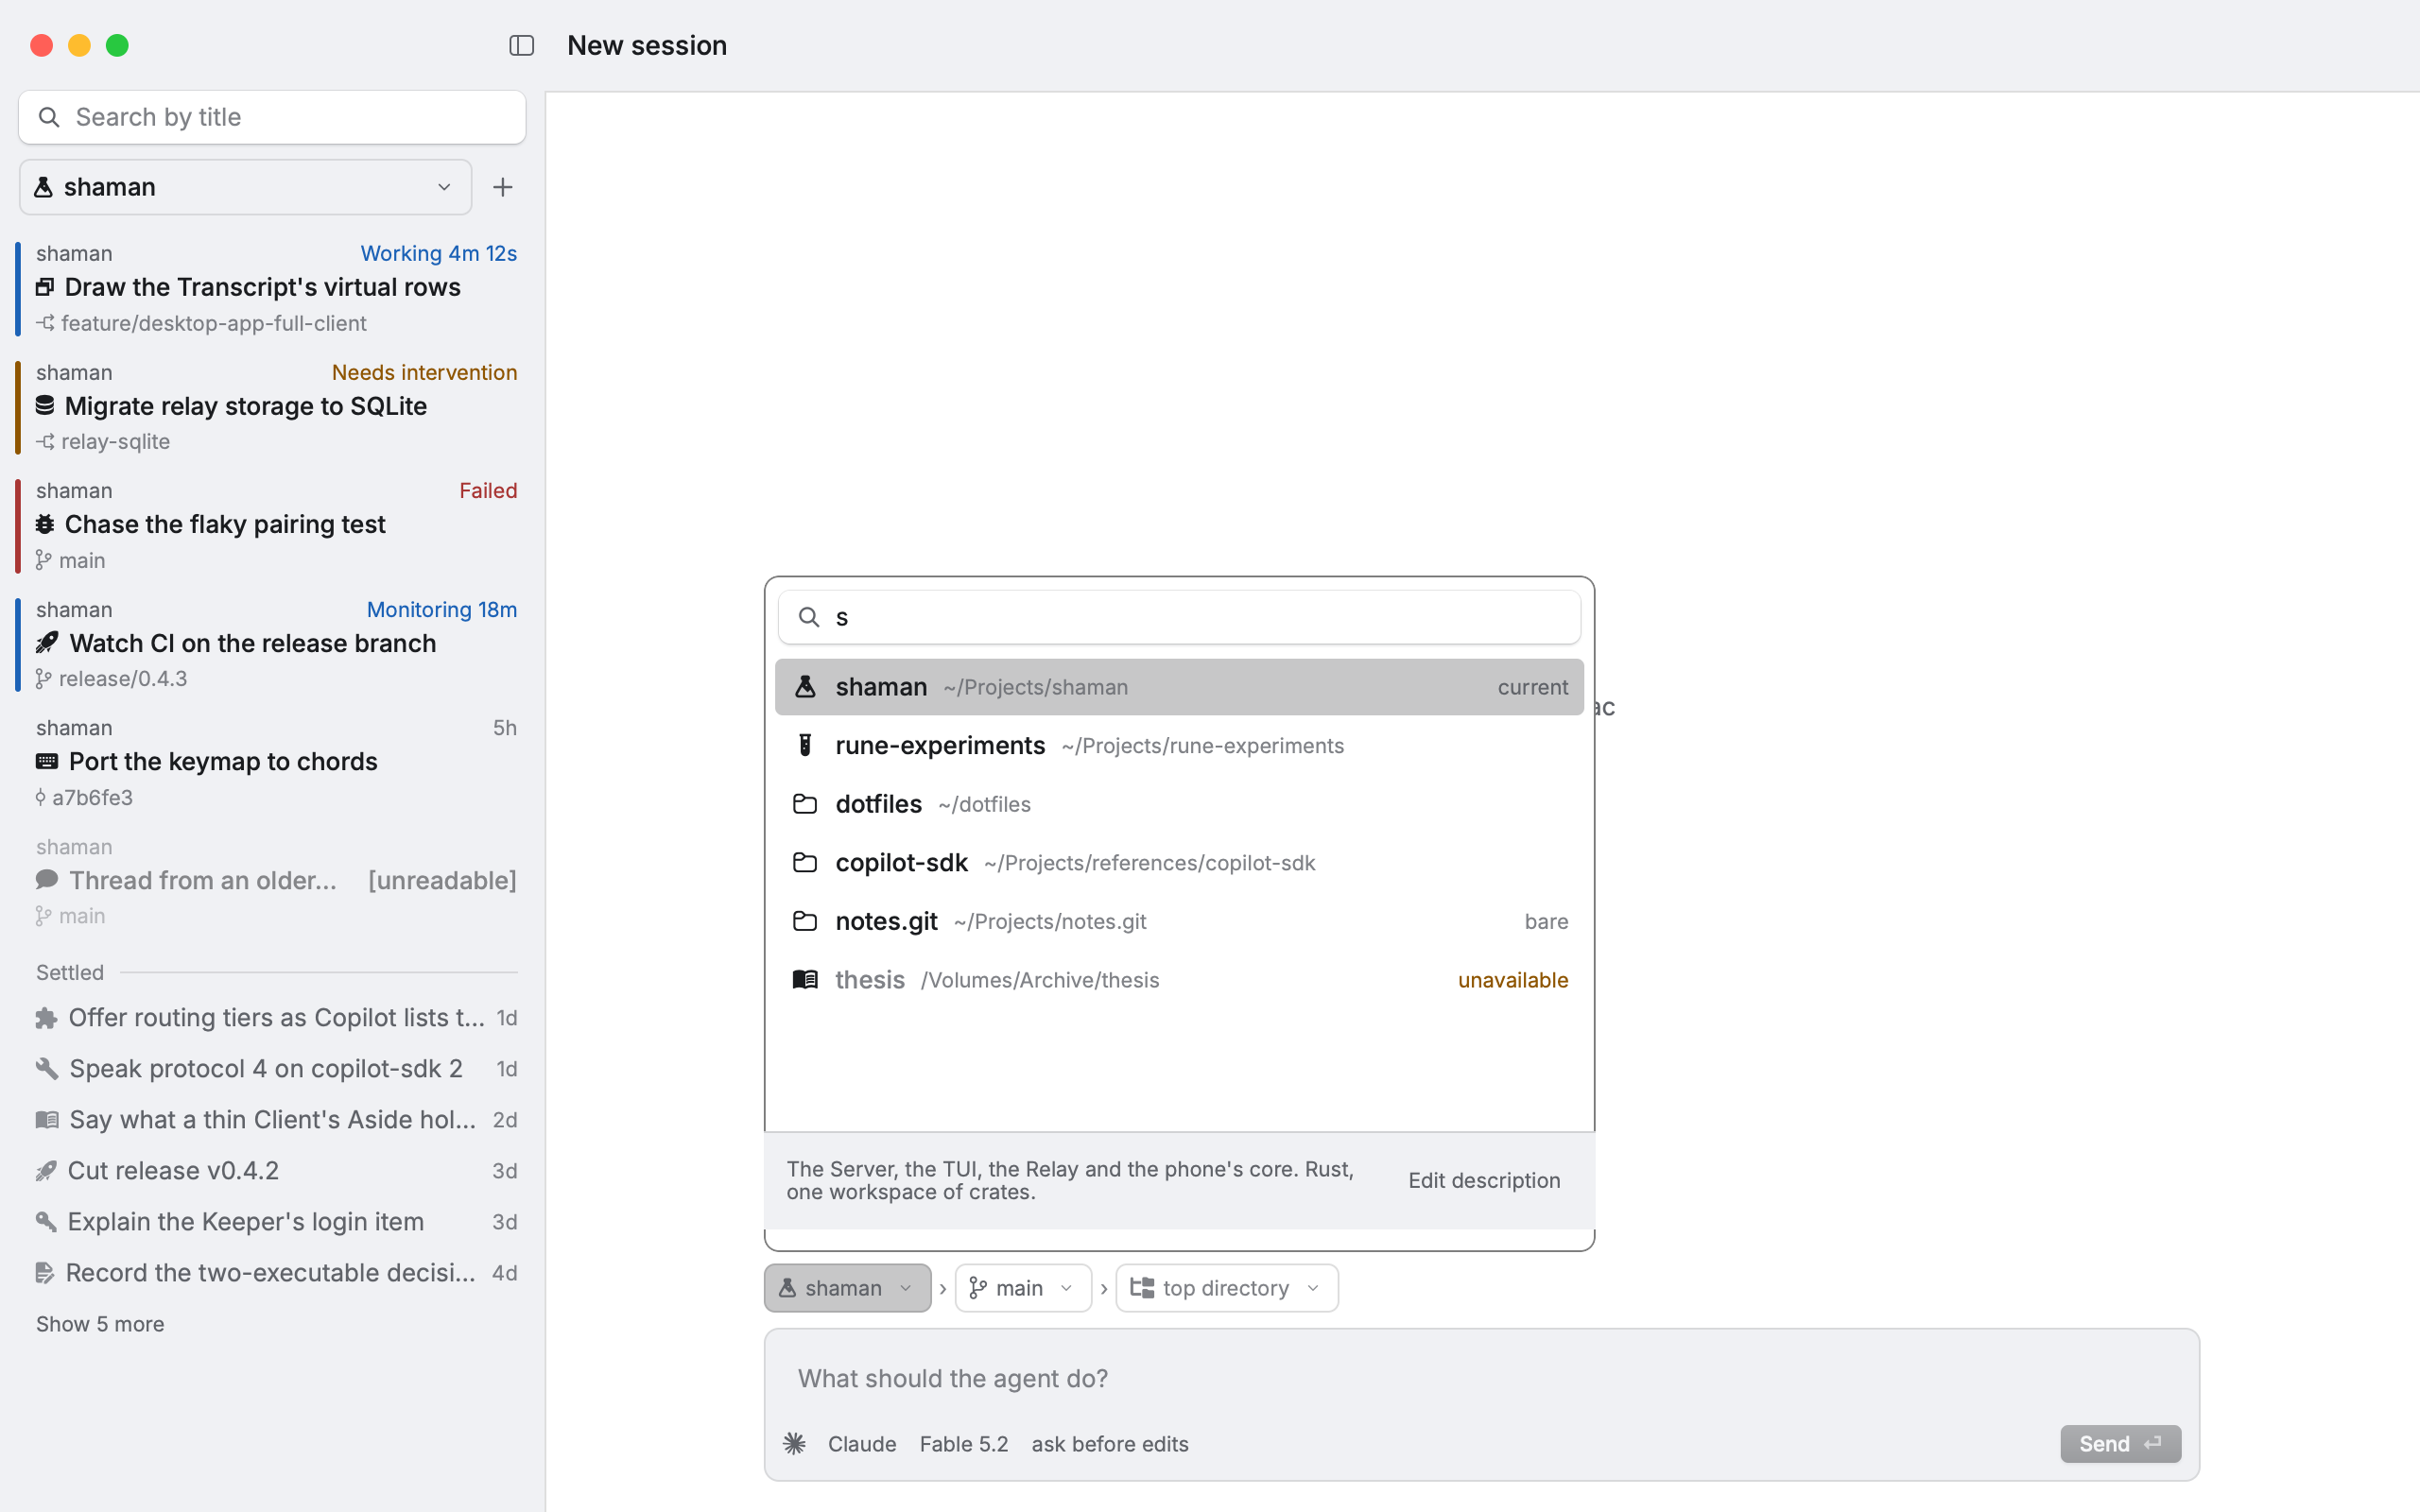 New session
Search by title
shaman
shaman Working 4m 12s
Draw the Transcript's virtual rows
feature/desktop-app-full-client
shaman Needs intervention
Migrate relay storage to SQLite
relay-sqlite
shaman Failed
Chase the flaky pairing test
main
shaman Monitoring 18m
Watch CI on the release branch
release/0.4.3
shaman 5h
Port the keymap to chords
a7b6fe3
shaman
Thread from an older... [unreadable]
main
Settled
Offer routing tiers as Copilot lists t... 1d
Speak protocol 4 on copilot-sdk 2 1d
Say what a thin Client's Aside hol... 2d
Cut release v0.4.2 3d
Explain the Keeper's login item 3d
Record the two-executable decisi... 4d
Show 5 more
s
shaman ~/Projects/shaman current
rune-experiments ~/Projects/rune-experiments
dotfiles ~/dotfiles
copilot-sdk ~/Projects/references/copilot-sdk
notes.git ~/Projects/notes.git bare
thesis /Volumes/Archive/thesis unavailable
The Server, the TUI, the Relay and the phone's core. Rust,
one workspace of crates.
Edit description
shaman › main › top directory
What should the agent do?
Claude Fable 5.2 ask before edits
Send